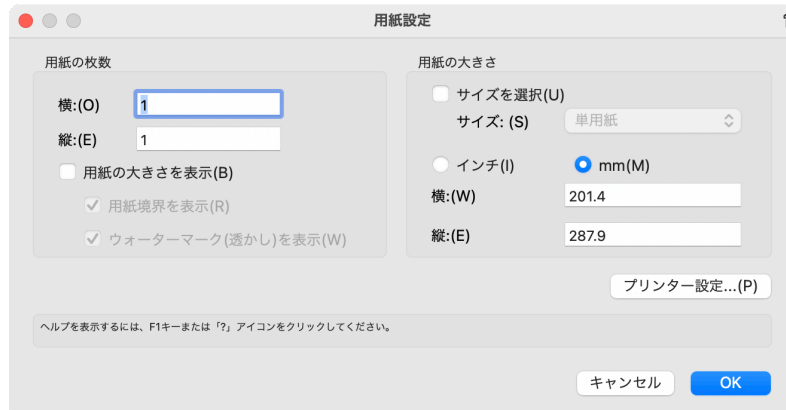 用紙設定
用紙の枚数
横:(O) 1
縦:(E) 1
用紙の大きさを表示(B)
用紙境界を表示(R)
ウォーターマーク(透かし)を表示(W)
用紙の大きさ
サイズを選択(U)
サイズ: (S) 単用紙
インチ(I) mm(M)
横:(W) 201.4
縦:(E) 287.9
プリンター設定...(P)
ヘルプを表示するには、F1キーまたは「?」アイコンをクリックしてください。
キャンセル OK